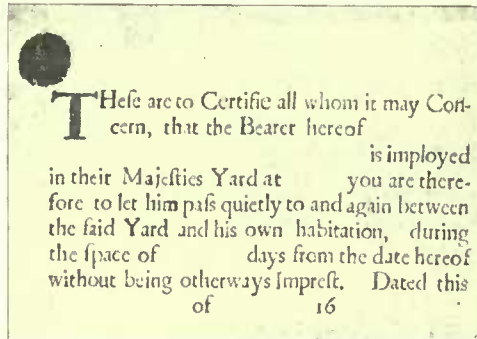 THeſe are to Certifie all whom it may Con-
cern, that the Bearer hereof
is imployed
in their Majeſties Yard at you are there-
fore to let him paſs quietly to and again between
the ſaid Yard and his own habitation, during
the ſpace of days from the date hereof
without being otherways Impreſt. Dated this
of 16